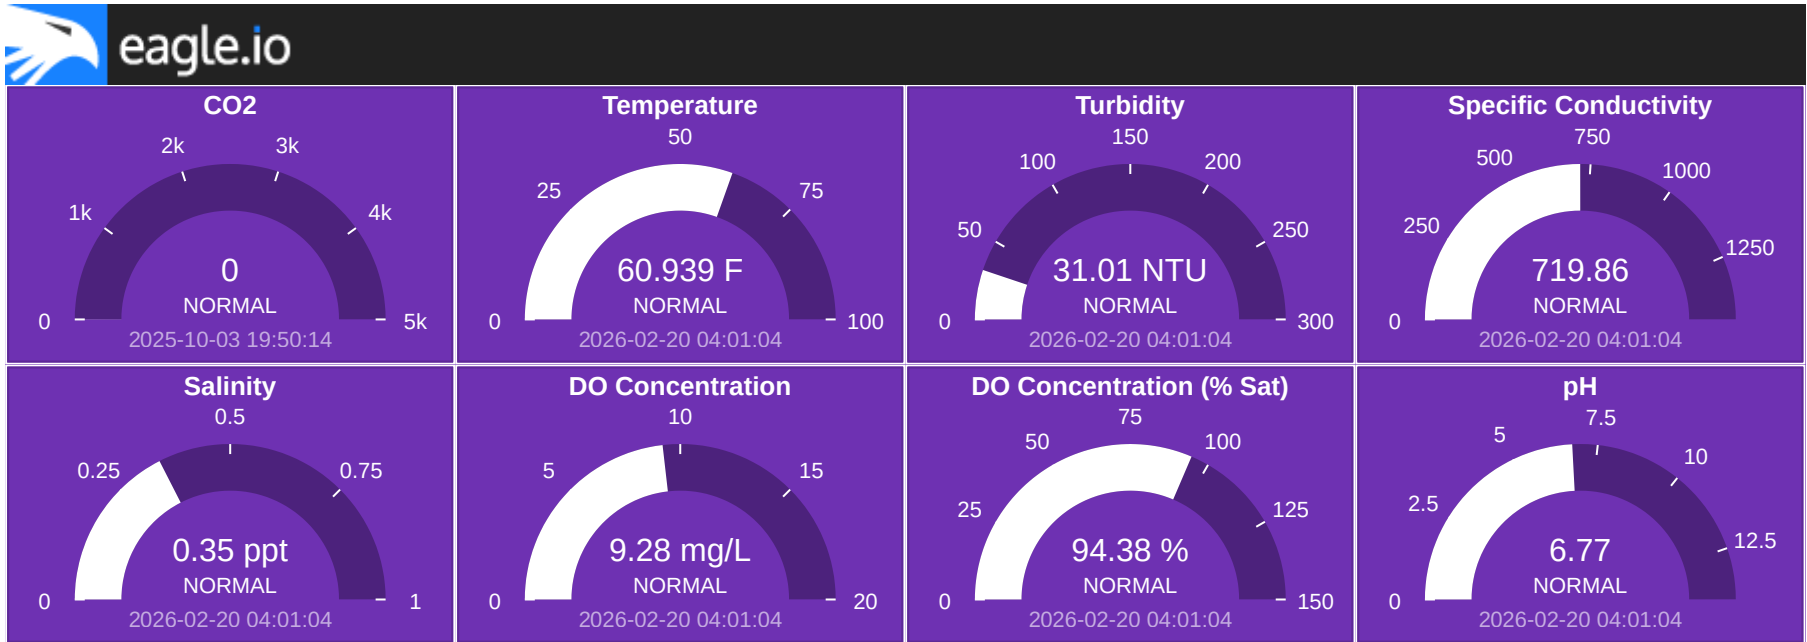 eagle.io
CO2
0
1k
2k
3k
4k
5k
0
NORMAL
2025-10-03 19:50:14
Temperature
0
25
50
75
100
60.939 F
NORMAL
2026-02-20 04:01:04
Turbidity
0
50
100
150
200
250
300
31.01 NTU
NORMAL
2026-02-20 04:01:04
Specific Conductivity
0
250
500
750
1000
1250
719.86
NORMAL
2026-02-20 04:01:04
Salinity
0
0.25
0.5
0.75
1
0.35 ppt
NORMAL
2026-02-20 04:01:04
DO Concentration
0
5
10
15
20
9.28 mg/L
NORMAL
2026-02-20 04:01:04
DO Concentration (% Sat)
0
25
50
75
100
125
150
94.38 %
NORMAL
2026-02-20 04:01:04
pH
0
2.5
5
7.5
10
12.5
6.77
NORMAL
2026-02-20 04:01:04